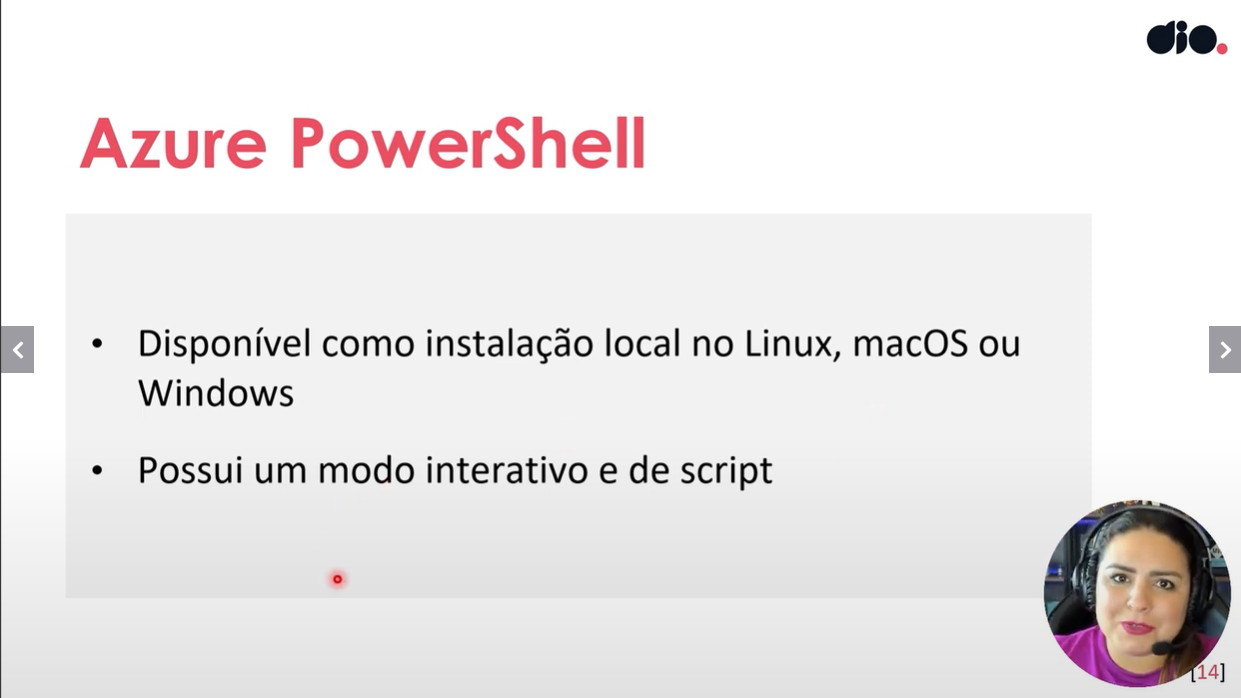 dio.
Azure PowerShell
• Disponível como instalação local no Linux, macOS ou
Windows
• Possui um modo interativo e de script
[14]